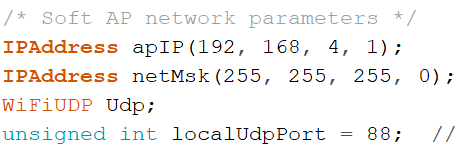 /* Soft AP network parameters */
IPAddress apIP(192, 168, 4, 1);
IPAddress netMsk(255, 255, 255, 0);
WiFiUDP Udp;
unsigned int localUdpPort = 88;  //